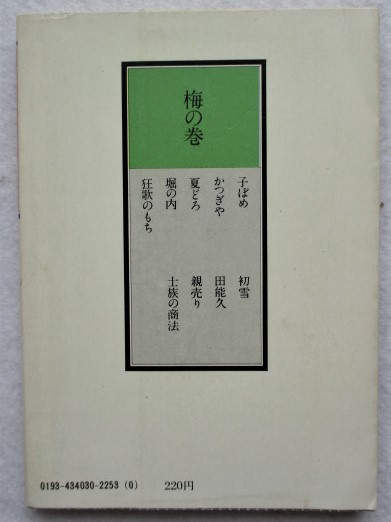 梅の巻
子ぼめ
かつぎや
夏どろ
堀の内
狂歌のもち
初雪
田能久
親売り
士族の商法
0193-434030-2253 (0)
220円